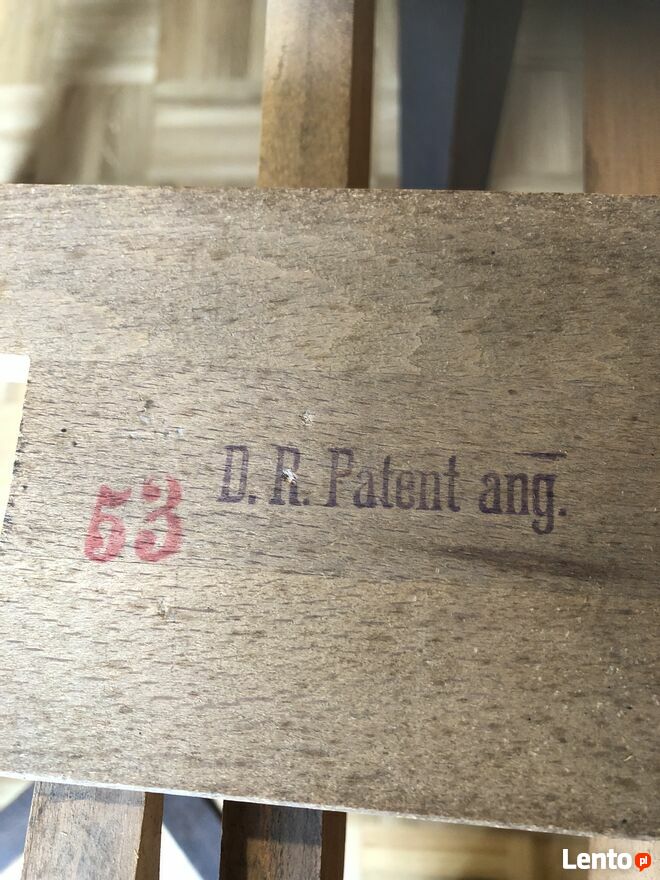 53 D. R. Patent ang.
Lento.pl